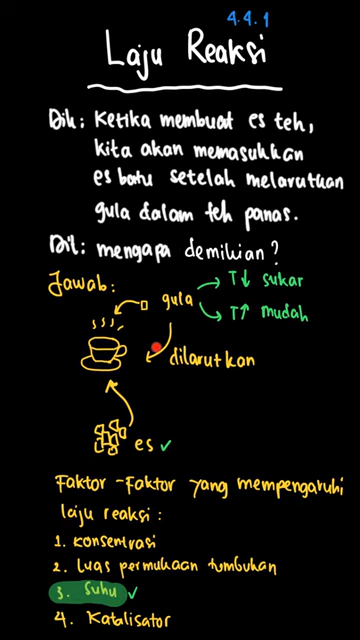 4.4.1
Laju Reaksi
Dik: Ketika membuat es teh,
kita akan memasukkan
es batu setelah melarutkan
gula dalam teh panas.
Dit: mengapa demikian?
Jawab:
gula
T↓ sukar
T↑ mudah
dilarutkan
es ✓
Faktor-Faktor yang mempengaruhi
laju reaksi:
1. Konsentrasi
2. Luas permukaan tumbukan
3. Suhu ✓
4. Katalisator